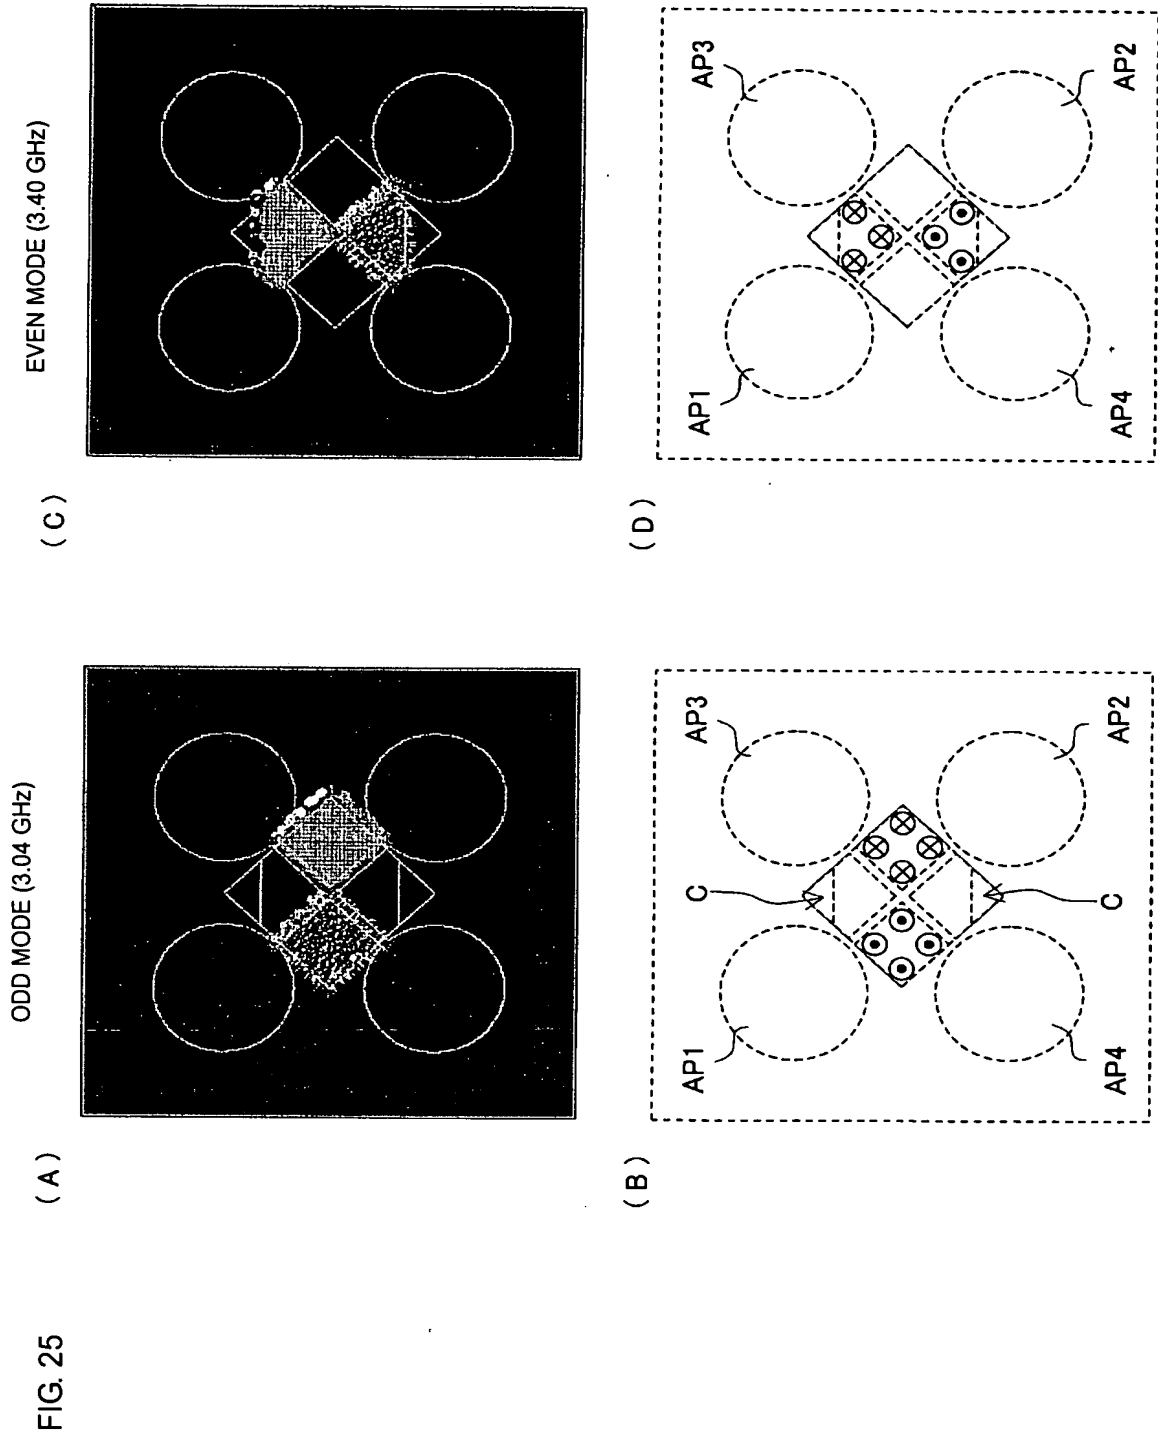 FIG. 25
ODD MODE (3.04 GHz)
(A)
EVEN MODE (3.40 GHz)
(C)
(B)
AP1
AP3
C
C
AP4
AP2
(D)
AP1
AP3
AP4
AP2